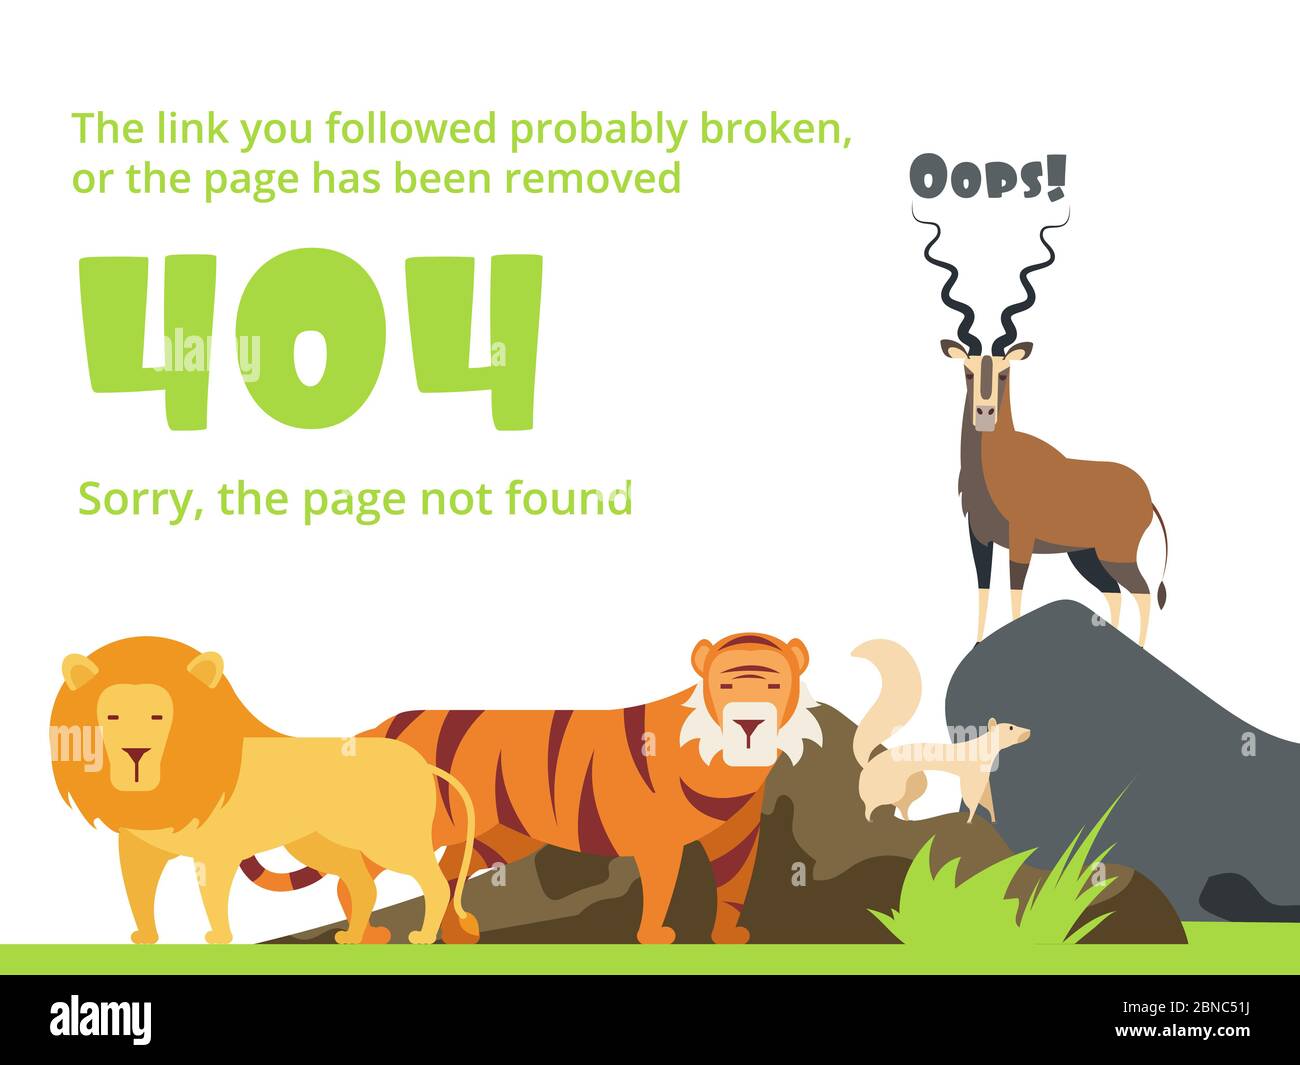 The link you followed probably broken,
or the page has been removed
Oops!
404
Sorry, the page not found
alamy
a
a
a
a
alamy
Image ID: 2BNC51J
www.alamy.com